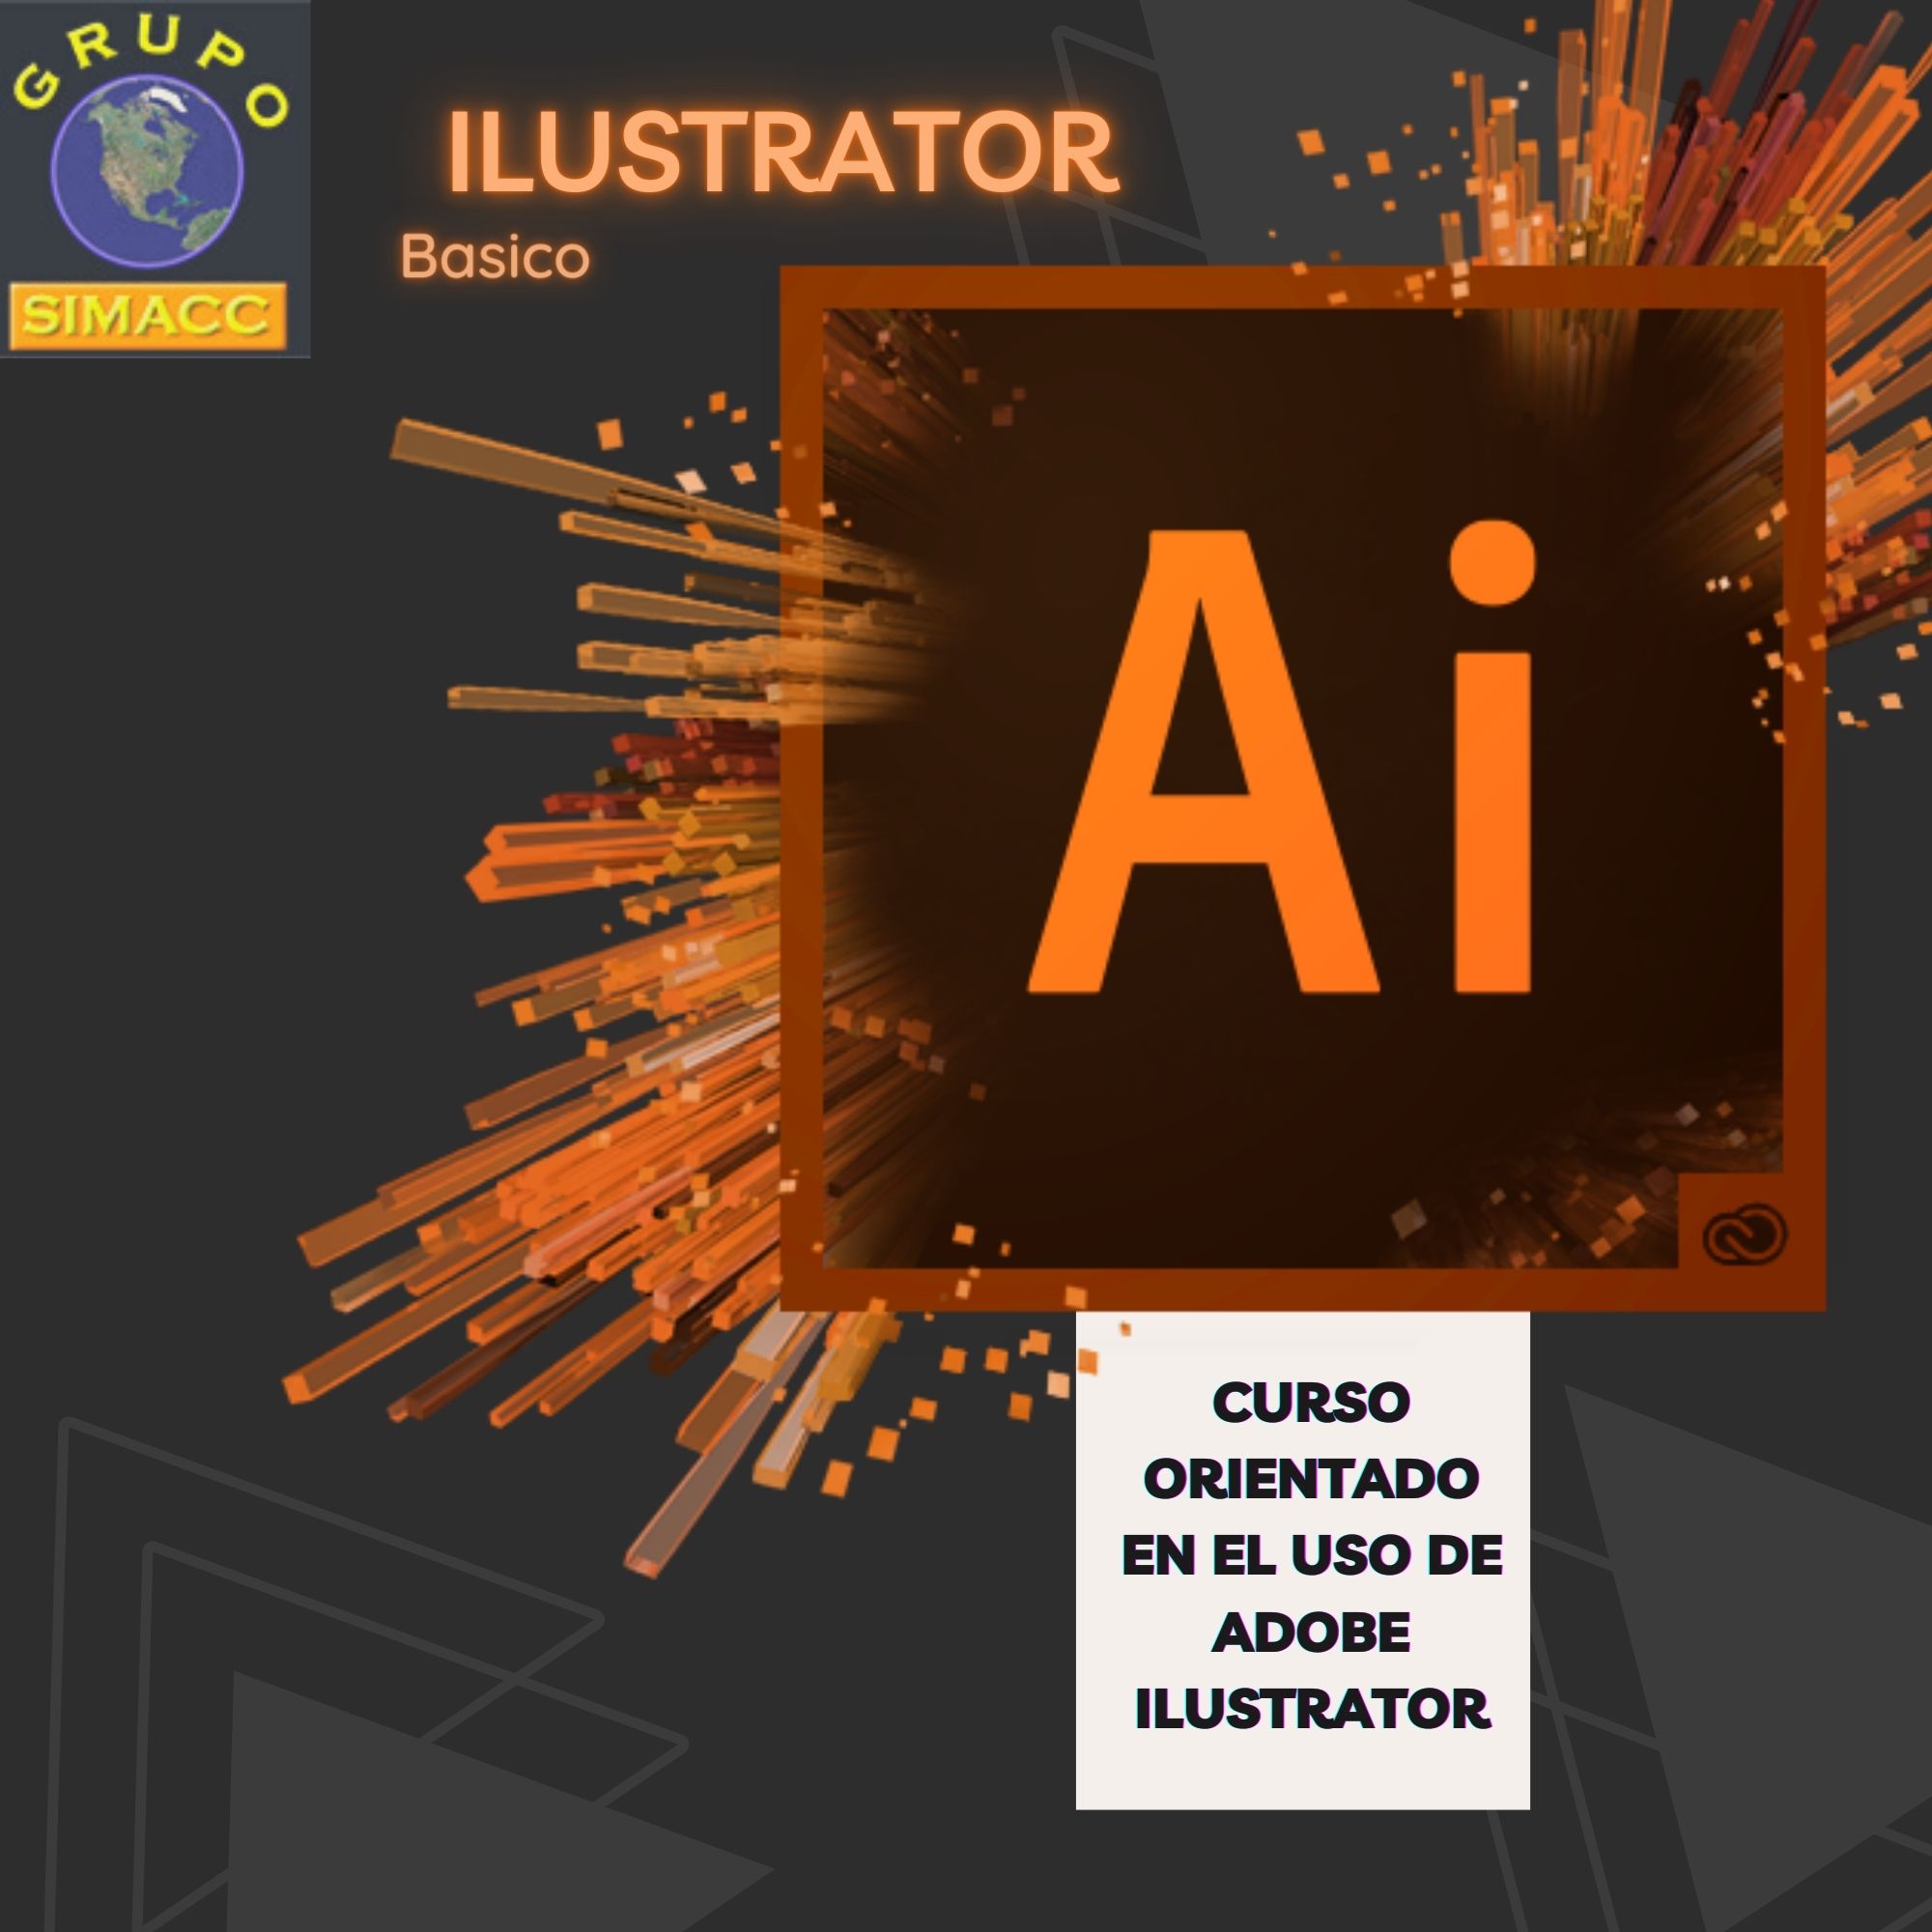 GRUPO
SIMACC
ILUSTRATOR
Basico
Ai
CURSO
ORIENTADO
EN EL USO DE
ADOBE
ILUSTRATOR